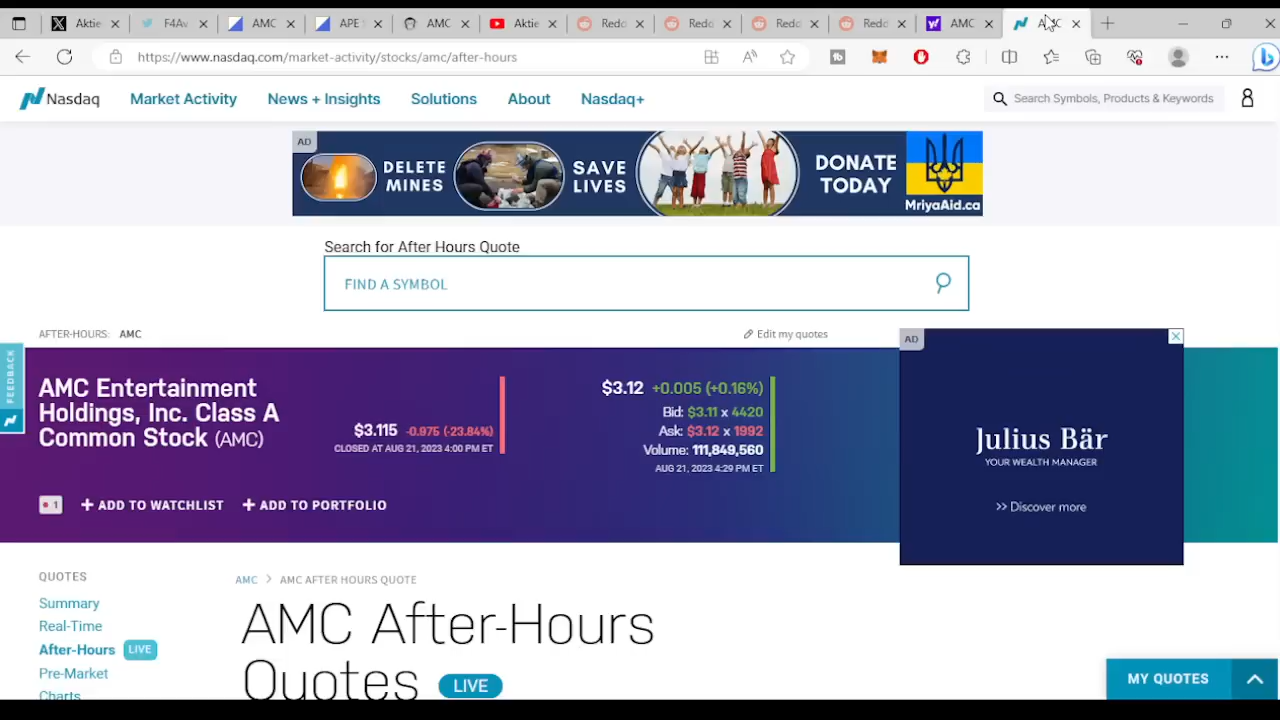 Aktie
F4Av
AMC
APE
AMC
Aktie
Redd
Redd
Redd
Redd
AMC
https://www.nasdaq.com/market-activity/stocks/amc/after-hours
Nasdaq
Market Activity
News + Insights
Solutions
About
Nasdaq+
Search Symbols, Products & Keywords
AD
DELETE
MINES
SAVE
LIVES
DONATE
TODAY
MriyaAid.ca
Search for After Hours Quote
FIND A SYMBOL
AFTER-HOURS: AMC
Edit my quotes
FEEDBACK
AMC Entertainment
Holdings, Inc. Class A
Common Stock (AMC)
$3.115 -0.975 (-23.84%)
CLOSED AT AUG 21, 2023 4:00 PM ET
$3.12 +0.005 (+0.16%)
Bid: $3.11 x 4420
Ask: $3.12 x 1992
Volume: 111,849,560
AUG 21, 2023 4:29 PM ET
1
+ ADD TO WATCHLIST
+ ADD TO PORTFOLIO
AD
Julius Bär
YOUR WEALTH MANAGER
>> Discover more
QUOTES
Summary
Real-Time
After-Hours LIVE
Pre-Market
Charts
AMC > AMC AFTER HOURS QUOTE
AMC After-Hours
Quotes LIVE
MY QUOTES